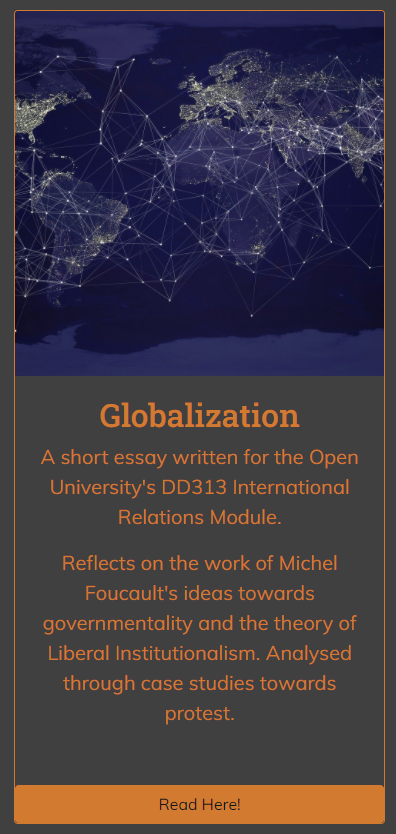 Globalization
A short essay written for the Open
University's DD313 International
Relations Module.
Reflects on the work of Michel
Foucault's ideas towards
governmentality and the theory of
Liberal Institutionalism. Analysed
through case studies towards
protest.
Read Here!